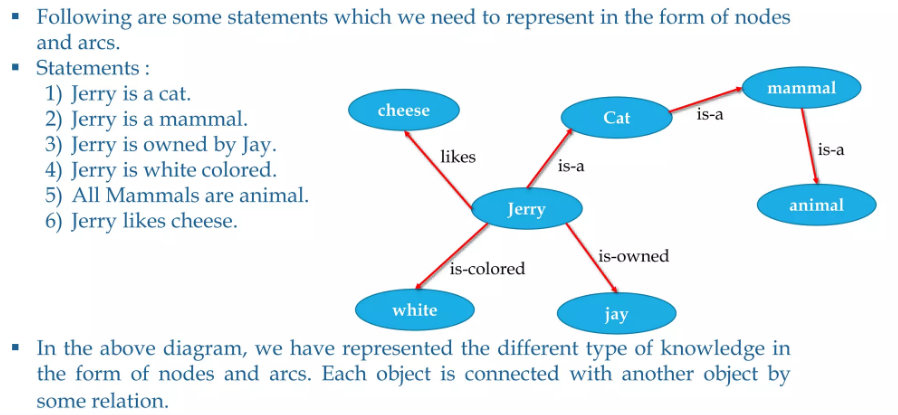 ▪ Following are some statements which we need to represent in the form of nodes
and arcs.
▪ Statements :
1) Jerry is a cat.
2) Jerry is a mammal.
3) Jerry is owned by Jay.
4) Jerry is white colored.
5) All Mammals are animal.
6) Jerry likes cheese.
cheese
Cat
mammal
is-a
likes
is-a
is-a
Jerry
animal
is-colored
is-owned
white
jay
▪ In the above diagram, we have represented the different type of knowledge in
the form of nodes and arcs. Each object is connected with another object by
some relation.